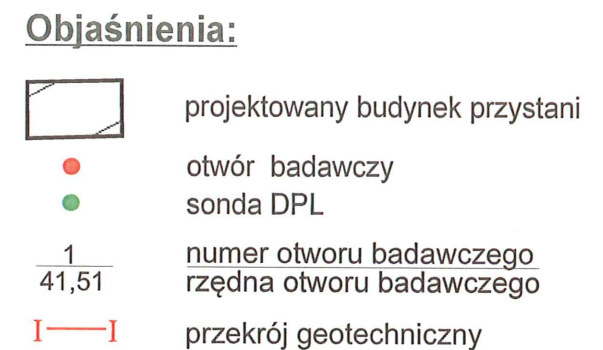 Objaśnienia:
projektowany budynek przystani
otwór badawczy
sonda DPL
1 numer otworu badawczego
41,51 rzędna otworu badawczego
I I przekrój geotechniczny